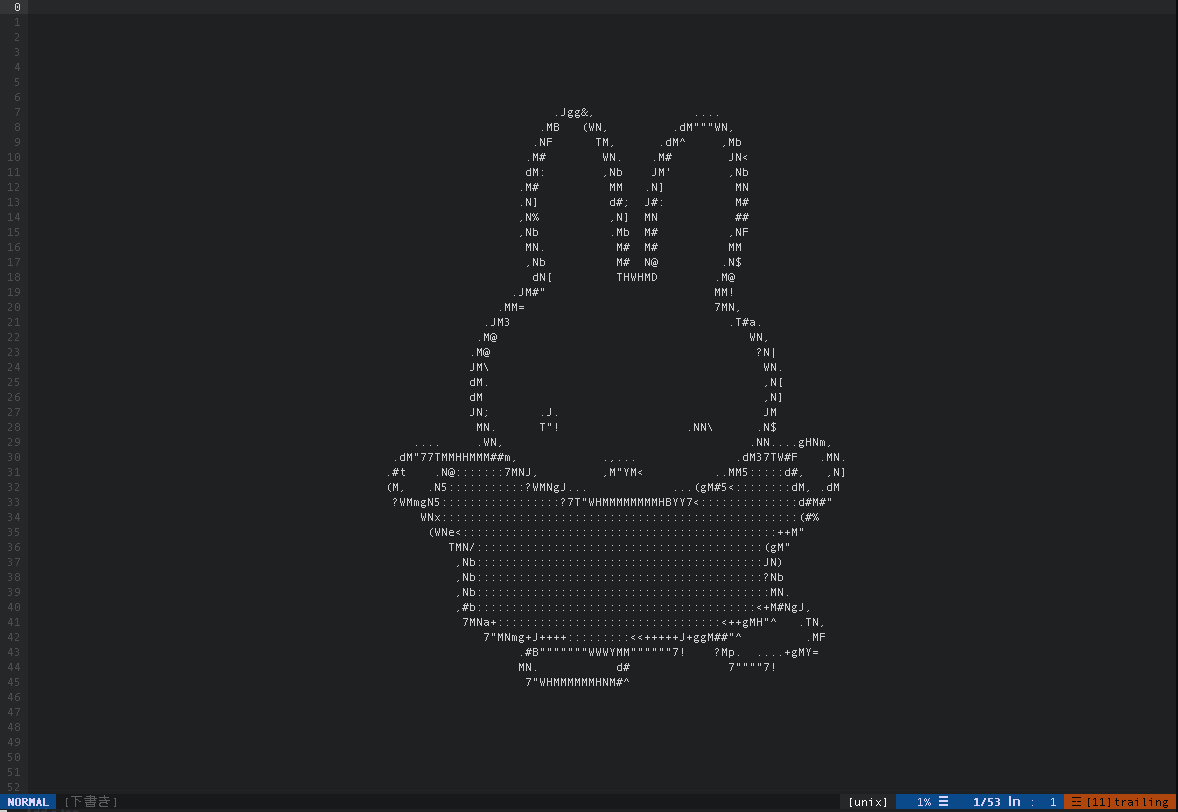 0
1
2
3
4
5
6
7 .Jgg&, ....
8 .MB (WN, .dM"""WN,
9 .NF TM, .dM^ ,Mb
10 .M# WN. .M# JN<
11 dM: ,Nb JM' ,Nb
12 .M# MM .N] MN
13 .N] d#; J#: M#
14 ,N% ,N] MN ##
15 ,Nb .Mb M# ,NF
16 MN. M# M# MM
17 ,Nb M# N@ .N$
18 dN[ THWHMD .M@
19 .JM#" MM!
20 .MM= 7MN,
21 .JM3 .T#a.
22 .M@ WN,
23 .M@ ?N|
24 JM\ WN.
25 dM. ,N[
26 dM ,N]
27 JN; .J. JM
28 MN. T"! .NN\ .N$
29 .... .WN, .NN....gHNm,
30 .dM"77TMMHHMMM##m, .,... .dM37TW#F .MN.
31 .#t .N@:::::::7MNJ, ,M"YM< ..MM5:::::d#, ,N]
32 (M, .N5:::::::::::?WMNgJ... ...(gM#5<::::::::dM, .dM
33 ?WMmgN5:::::::::::::::::?7T"WHMMMMMMMMHBYY7<::::::::::::::d#M#"
34 WNx:::::::::::::::::::::::::::::::::::::::::::::::::::(#%
35 (WNe<:::::::::::::::::::::::::::::::::::::::::::::++M"
36 TMN/:::::::::::::::::::::::::::::::::::::::::(gM"
37 ,Nb:::::::::::::::::::::::::::::::::::::::::JN)
38 ,Nb:::::::::::::::::::::::::::::::::::::::::?Nb
39 ,Nb::::::::::::::::::::::::::::::::::::::::::MN.
40 ,#b::::::::::::::::::::::::::::::::::::::::<+M#NgJ,
41 7MNa+::::::::::::::::::::::::::::::::<++gMH"^ .TN,
42 7"MNmg+J++++:::::::::<<+++++J+ggM##"^ .MF
43 .#B"""""""WWWYMM""""""7! ?Mp. ....+gMY=
44 MN. d# 7""""7!
45 7"WHMMMMMMHNM#^
46
47
48
49
50
51
52
NORMAL [下書き] [unix] 1% ☰ 1/53 ln : 1 ☲ [11]trailing